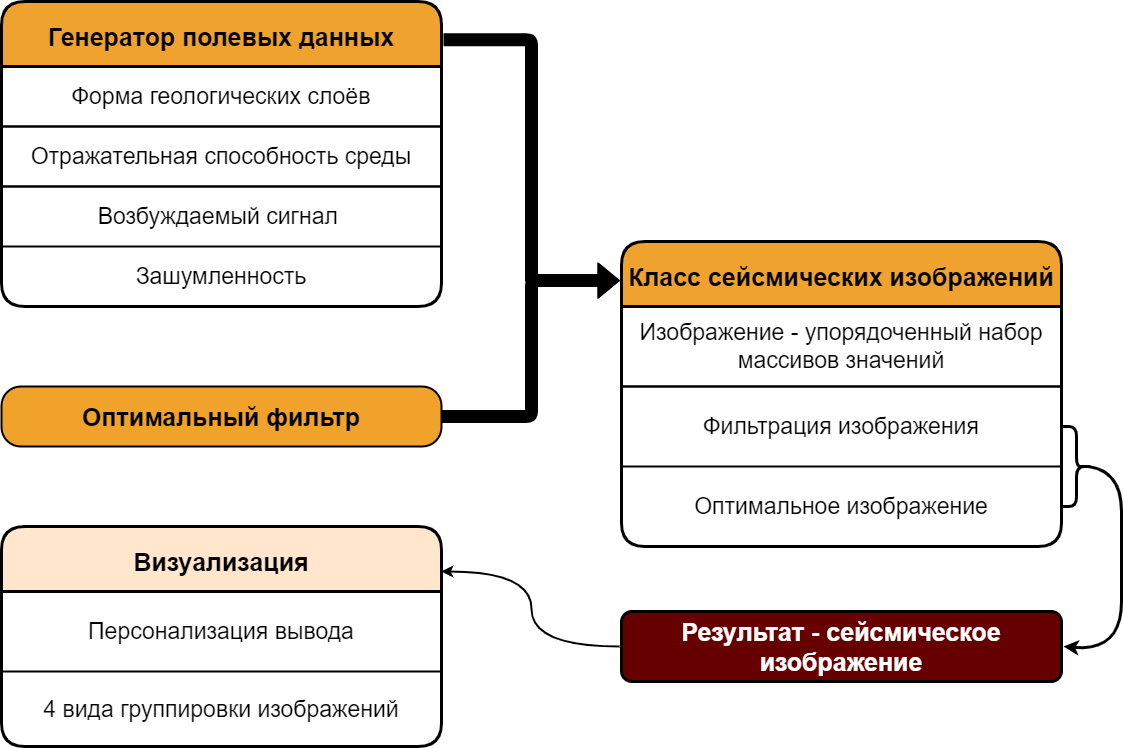 Генератор полевых данных
Форма геологических слоёв
Отражательная способность среды
Возбуждаемый сигнал
Зашумленность
Оптимальный фильтр
Класс сейсмических изображений
Изображение - упорядоченный набор
массивов значений
Фильтрация изображения
Оптимальное изображение
Результат - сейсмическое
изображение
Визуализация
Персонализация вывода
4 вида группировки изображений